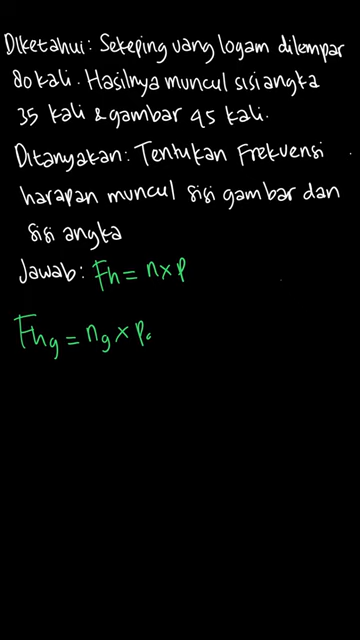 Diketahui: Sekeping uang logam dilempar
80 kali. Hasilnya muncul sisi angka
35 kali & gambar 45 kali.
Ditanyakan: Tentukan Frekuensi
harapan muncul sisi gambar dan
sisi angka
Jawab: Fh = n x p
Fhg = ng x p